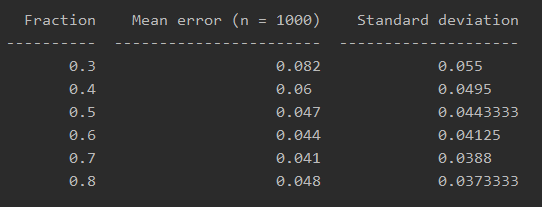 Fraction Mean error (n = 1000) Standard deviation
---------- --------------------- ------------------
0.3 0.082 0.055
0.4 0.06 0.0495
0.5 0.047 0.0443333
0.6 0.044 0.04125
0.7 0.041 0.0388
0.8 0.048 0.0373333